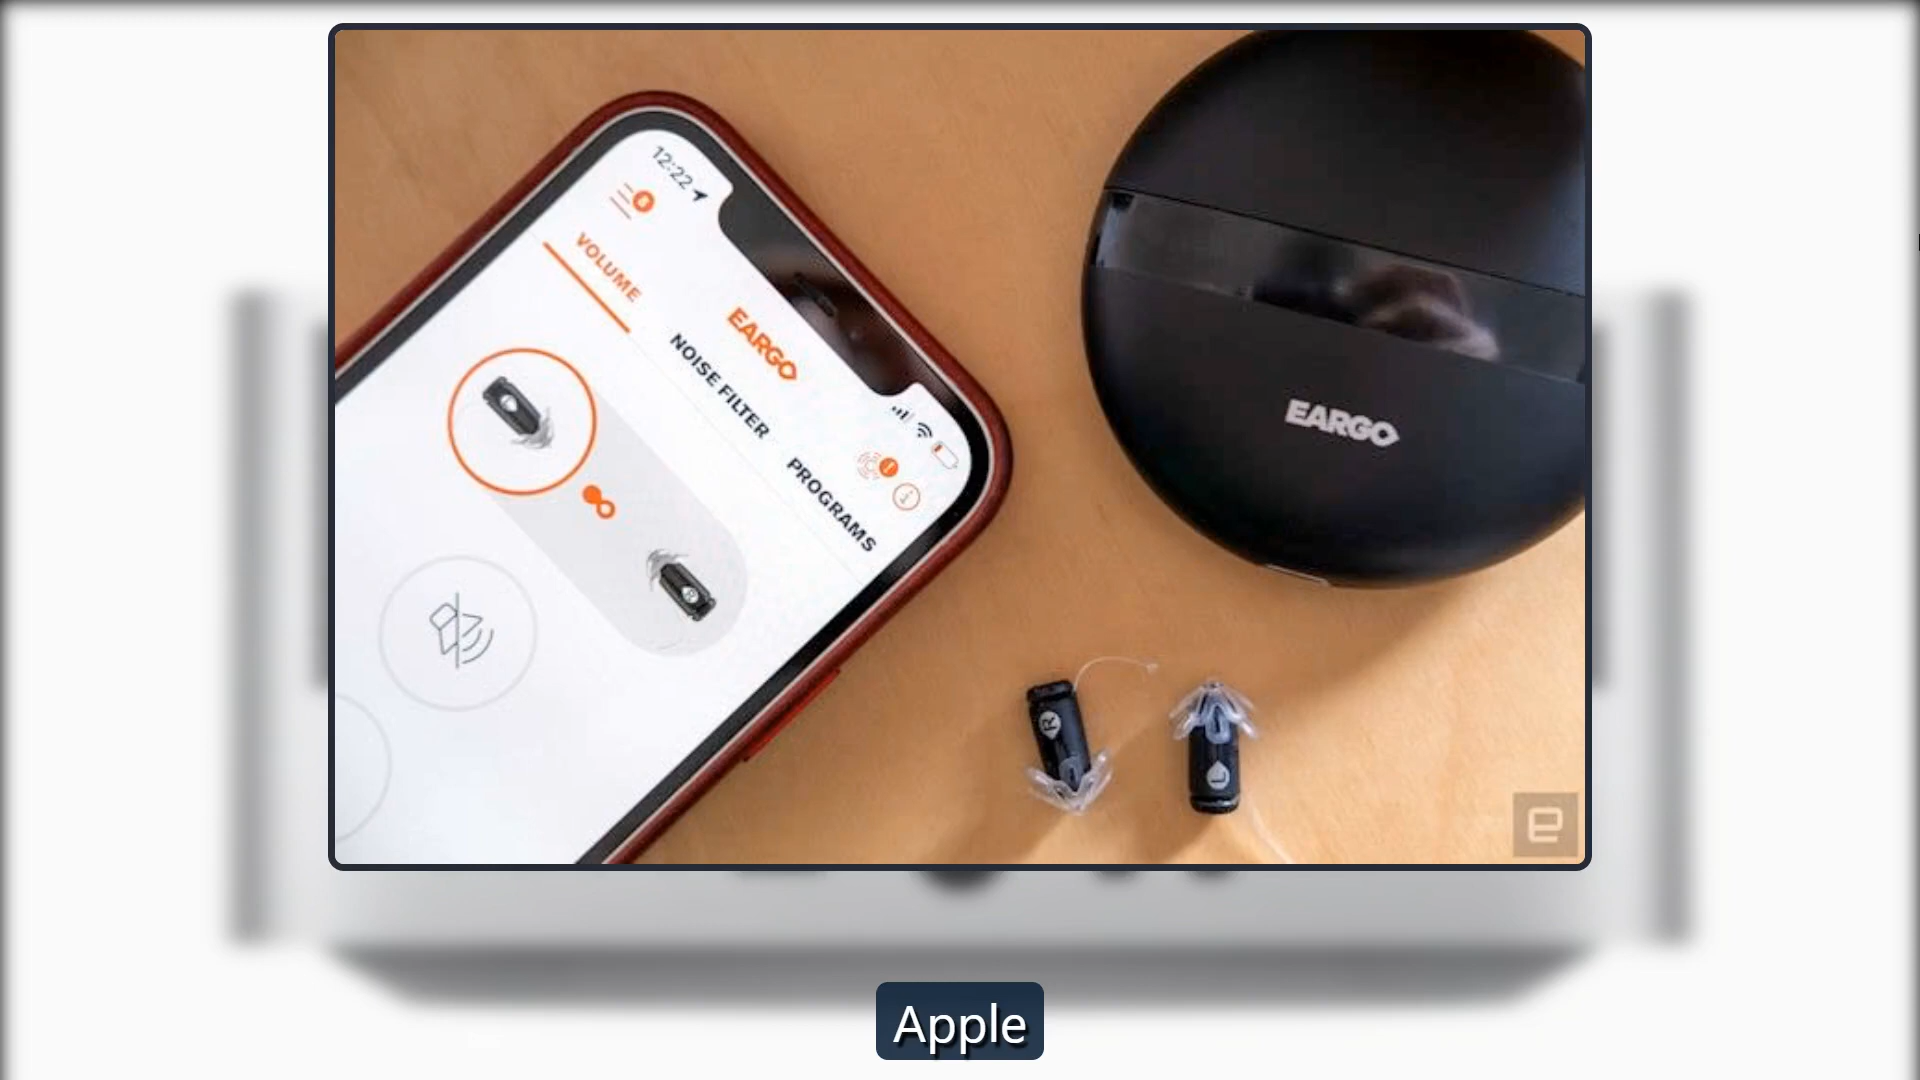 12:22
VOLUME
NOISE FILTER
PROGRAMS
EARGO
EARGO
R
L
R
L
e
Apple